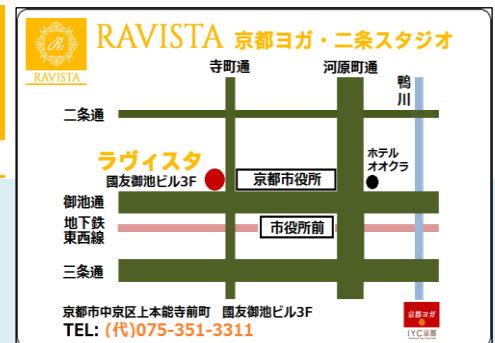 RAVISTA 京都ヨガ・二条スタジオ
RAVISTA
寺町通
河原町通
鴨川
二条通
ラヴィスタ
國友御池ビル3F
京都市役所
ホテル
オオクラ
御池通
地下鉄
東西線
市役所前
三条通
京都市中京区上本能寺前町 國友御池ビル3F
TEL: (代)075-351-3311
京都ヨガ
IYC京都